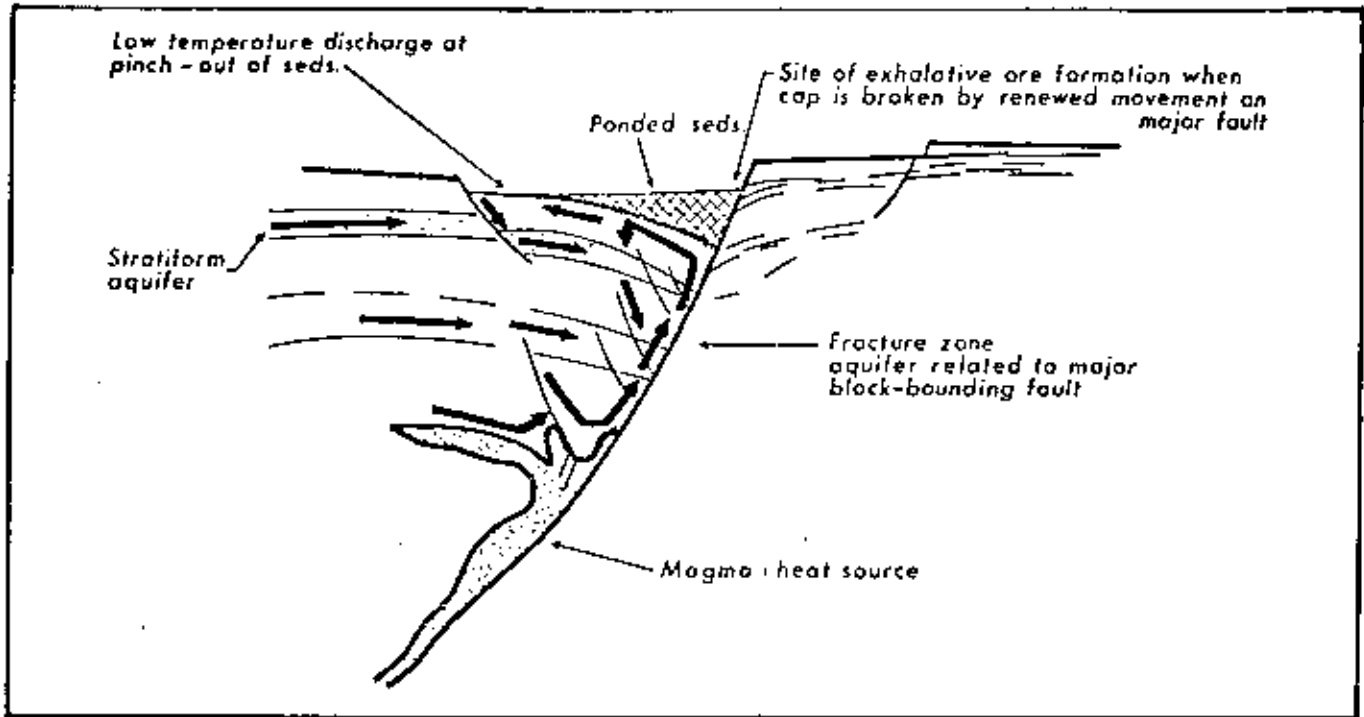 Low temperature discharge at
pinch-out of seds.
Site of exhalative ore formation when
cap is broken by renewed movement on
major fault
Ponded seds.
Stratiform
aquifer
Fracture zone
aquifer related to major
block-bounding fault
Magma : heat source